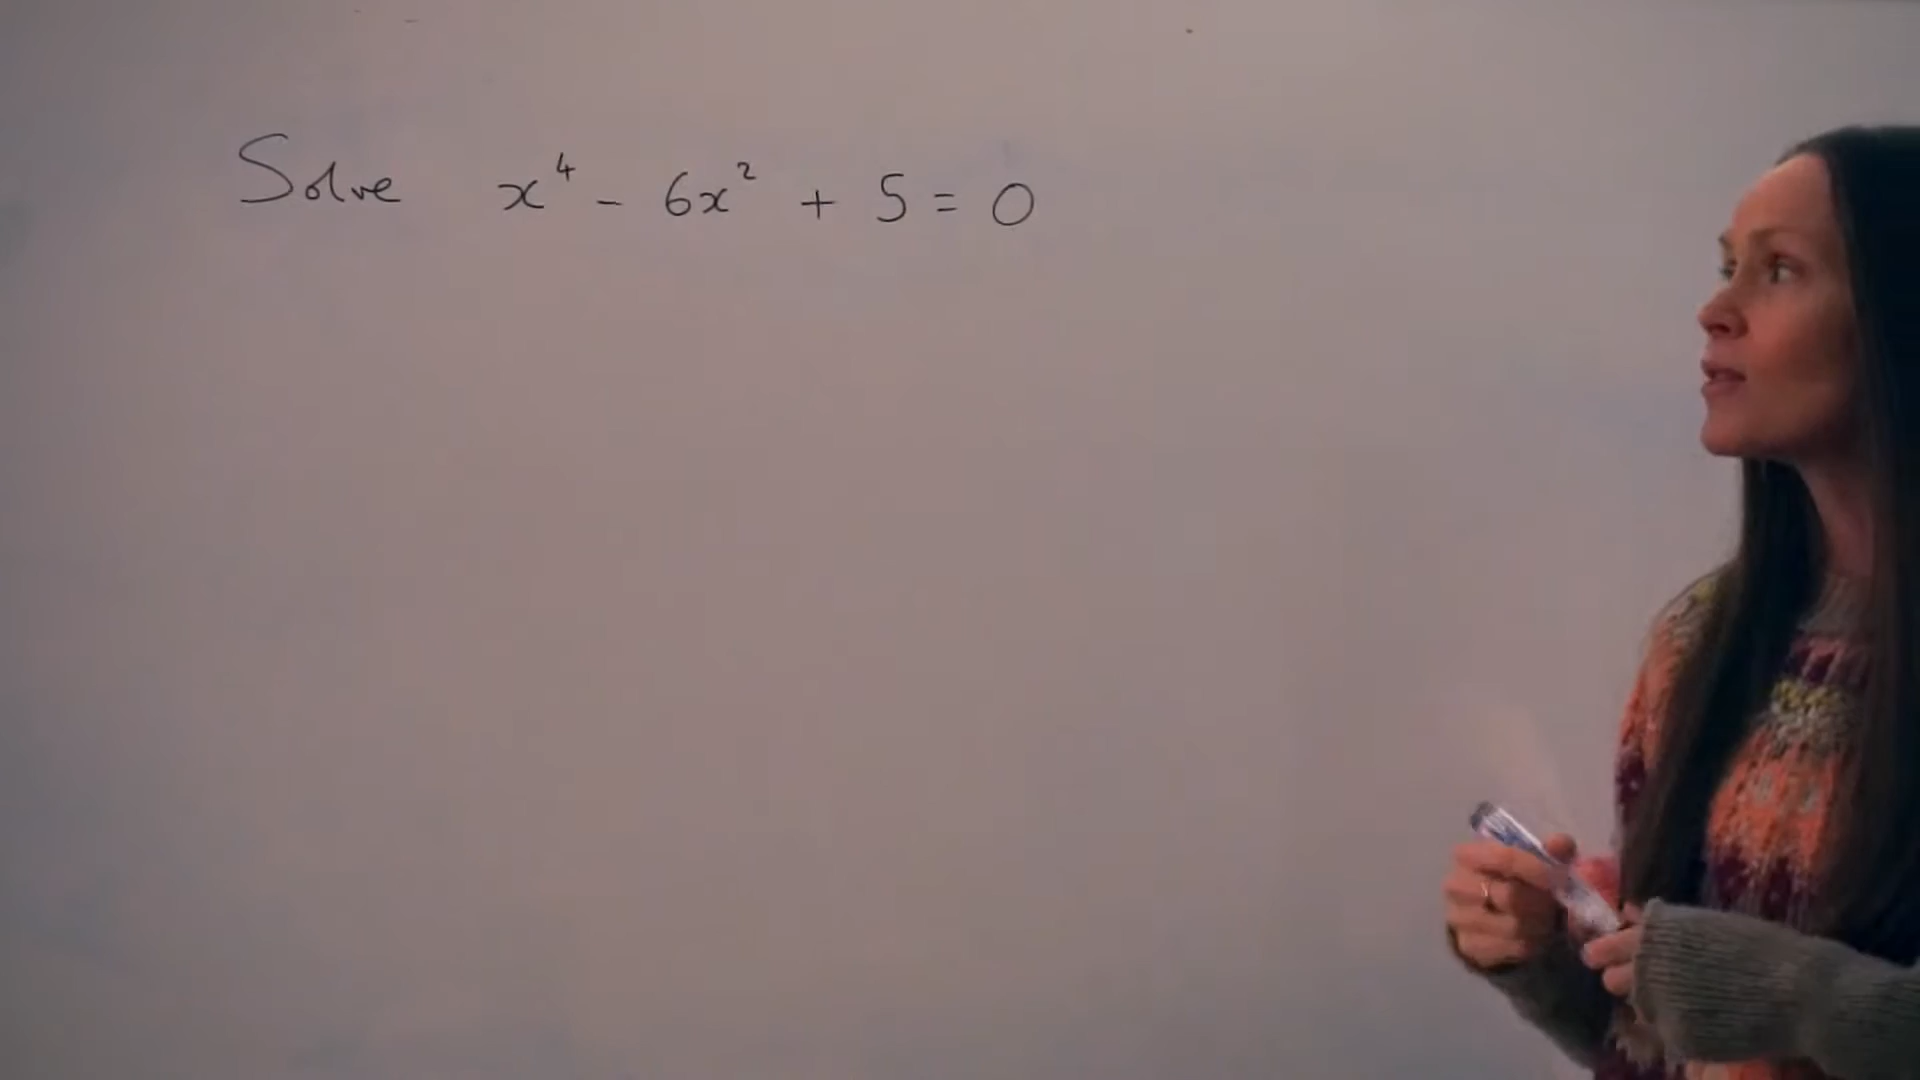 Solve x⁴ - 6x² + 5 = 0